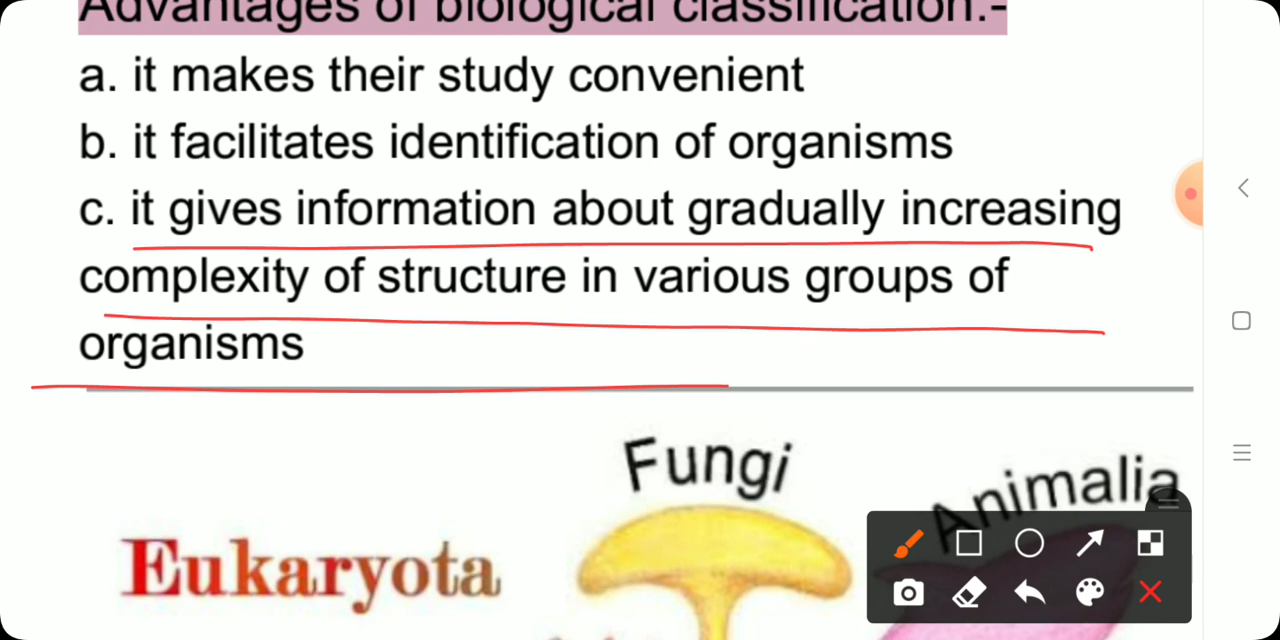 Advantages of biological classification:-
a. it makes their study convenient
b. it facilitates identification of organisms
c. it gives information about gradually increasing
complexity of structure in various groups of
organisms
Fungi
Animalia
Eukaryota